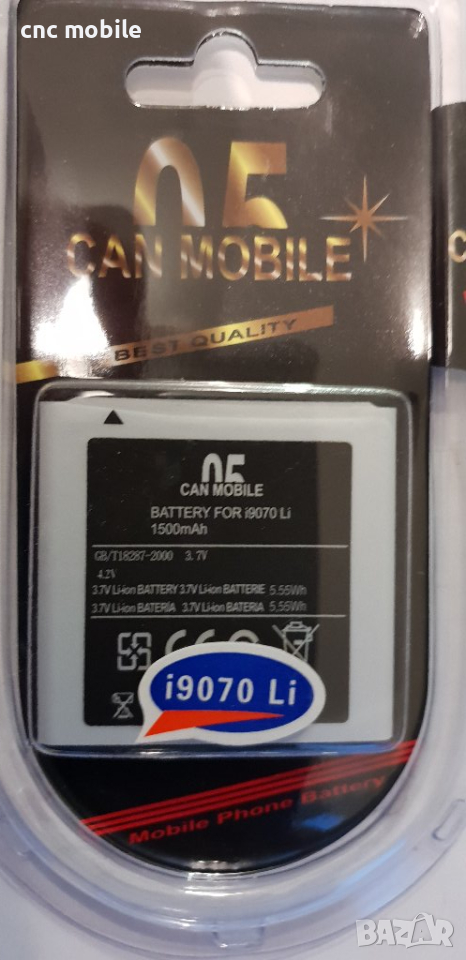 cnc mobile
05
CAN MOBILE
BEST QUALITY
05
CAN MOBILE
BATTERY FOR i9070 Li
1500mAh
GB/T18287-2000 3.7V
4.2V
3.7V Li-ion BATTERY 3.7V Li-ion BATTERIE 5.55Wh
3.7V Li-ion BATERÍA 3.7V Li-ion BATERIA 5.55Wh
i9070 Li
Mobile Phone Battery
BAZAR